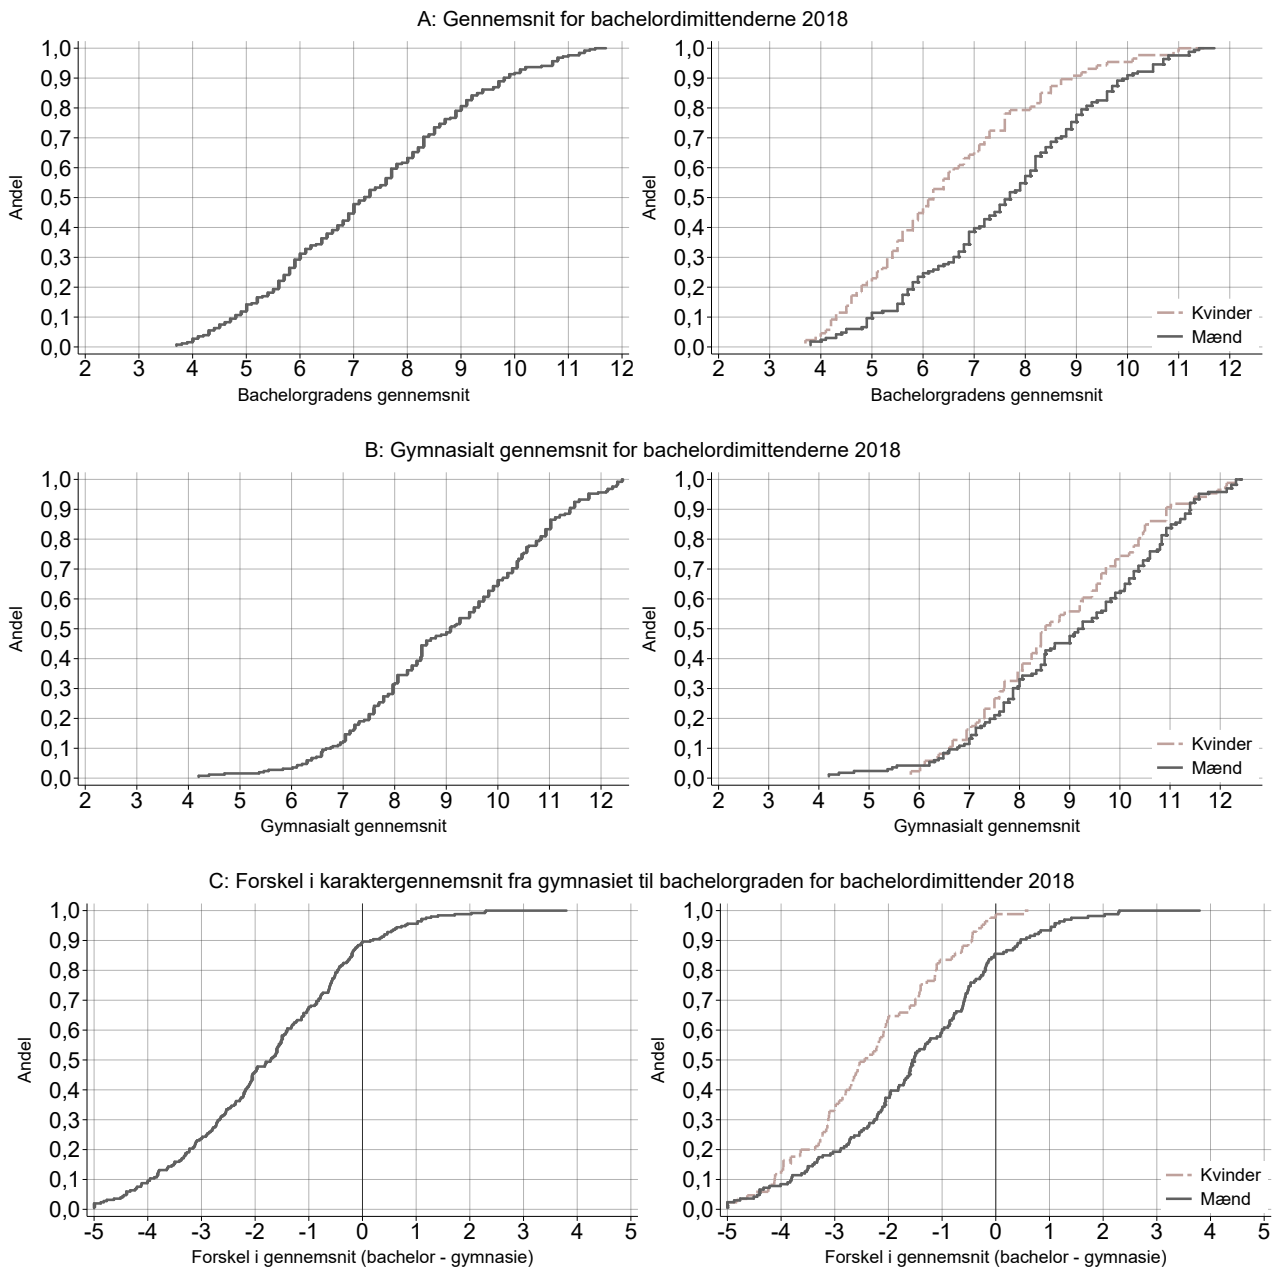 A: Gennemsnit for bachelordimittenderne 2018
1,0
0,9
0,8
0,7
0,6
0,5
0,4
0,3
0,2
0,1
0,0
Andel
2 3 4 5 6 7 8 9 10 11 12
Bachelorgradens gennemsnit
1,0
0,9
0,8
0,7
0,6
0,5
0,4
0,3
0,2
0,1
0,0
Andel
Kvinder
Mænd
2 3 4 5 6 7 8 9 10 11 12
Bachelorgradens gennemsnit
B: Gymnasialt gennemsnit for bachelordimittenderne 2018
1,0
0,9
0,8
0,7
0,6
0,5
0,4
0,3
0,2
0,1
0,0
Andel
2 3 4 5 6 7 8 9 10 11 12
Gymnasialt gennemsnit
1,0
0,9
0,8
0,7
0,6
0,5
0,4
0,3
0,2
0,1
0,0
Andel
Kvinder
Mænd
2 3 4 5 6 7 8 9 10 11 12
Gymnasialt gennemsnit
C: Forskel i karaktergennemsnit fra gymnasiet til bachelorgraden for bachelordimittender 2018
1,0
0,9
0,8
0,7
0,6
0,5
0,4
0,3
0,2
0,1
0,0
Andel
-5 -4 -3 -2 -1 0 1 2 3 4 5
Forskel i gennemsnit (bachelor - gymnasie)
1,0
0,9
0,8
0,7
0,6
0,5
0,4
0,3
0,2
0,1
0,0
Andel
Kvinder
Mænd
-5 -4 -3 -2 -1 0 1 2 3 4 5
Forskel i gennemsnit (bachelor - gymnasie)